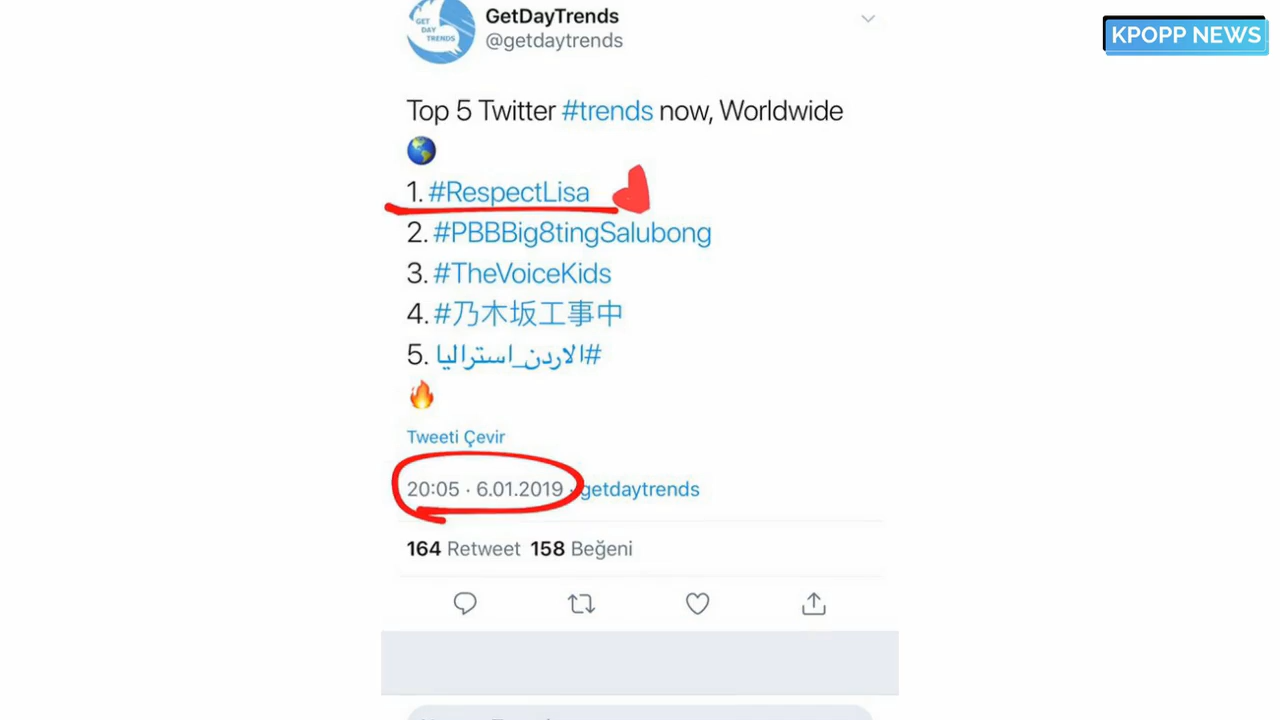 GET
DAY
TRENDS
GetDayTrends
@getdaytrends
KPOPP NEWS
Top 5 Twitter #trends now, Worldwide
1. #RespectLisa
2. #PBBBig8tingSalubong
3. #TheVoiceKids
4. #乃木坂工事中
5. #الاردن_استراليا
Tweeti Çevir
20:05 · 6.01.2019 · getdaytrends
164 Retweet 158 Beğeni